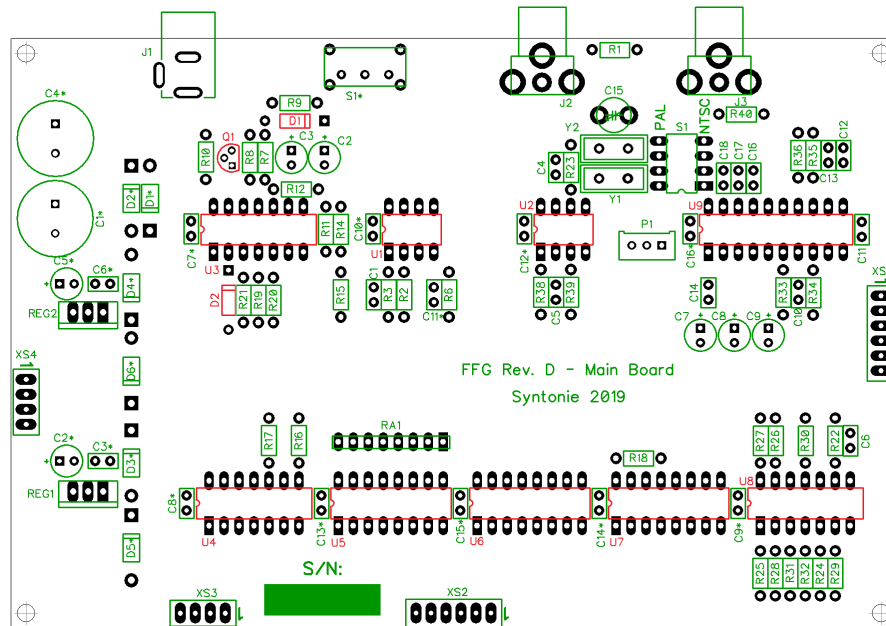 J1
S1*
J2
J3
R1
C4*
R9
D1
C15
PAL
NTSC
R40
Q1
C3
C2
Y2
S1
C12
R10
R8
R7
C4
R23
C18
C17
C16
R36
R35
C13
R12
Y1
D2*
D1*
C1*
U2
P1
U9
R11
R14
C10*
C7*
U1
C12*
C16*
C11
C5*
C6*
D4*
U3
D2
R21
R19
R20
R15
C1
R3
R2
C11*
R6
R38
C5
R39
C14
R33
C10
R34
XS
REG2
C7
C8
C9
XS4
1
D6*
FFG Rev. D - Main Board
Syntonie 2019
C2*
C3*
D3*
R17
R16
RA1
R18
R27
R26
R30
R22
C6
REG1
C8*
U4
C13*
U5
C15*
U6
C14*
U7
C9*
U8
D5*
S/N:
R25
R28
R31
R32
R24
R29
XS3
1
XS2
1